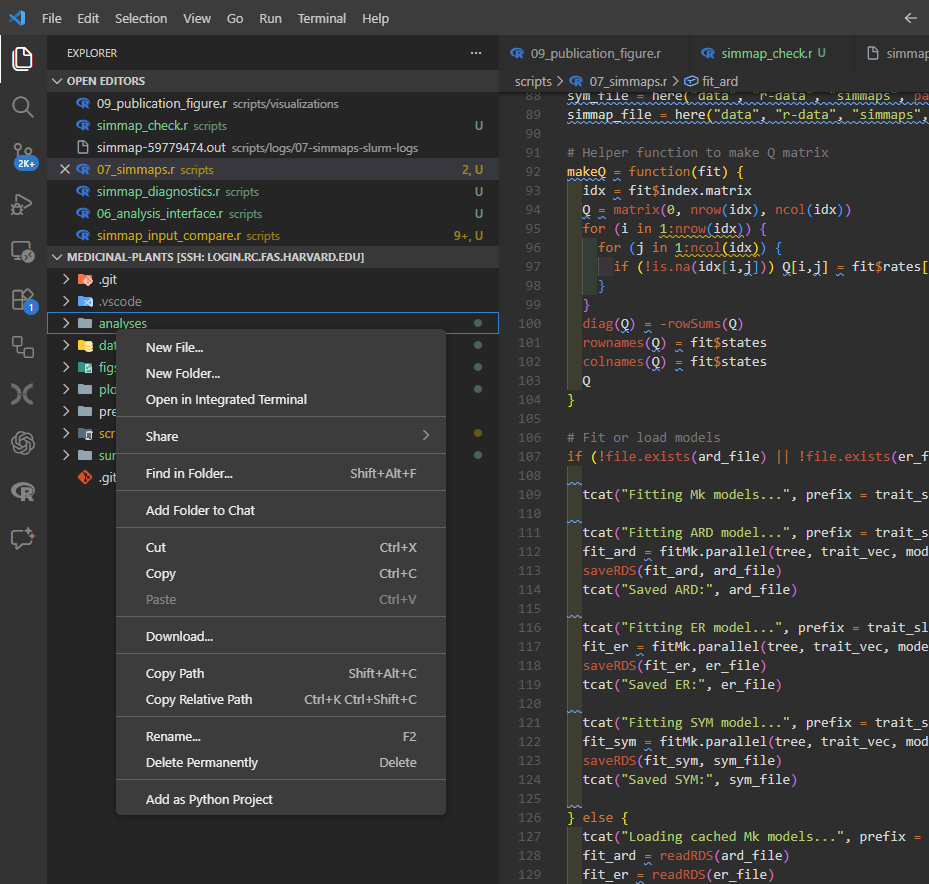 File Edit Selection View Go Run Terminal Help
EXPLORER
OPEN EDITORS
09_publication_figure.r scripts/visualizations
simmap_check.r scripts U
simmap-59779474.out scripts/logs/07-simmaps-slurm-logs
07_simmaps.r scripts 2, U
simmap_diagnostics.r scripts U
06_analysis_interface.r scripts U
simmap_input_compare.r scripts 9+, U
2K+
1
MEDICINAL-PLANTS [SSH: LOGIN.RC.FAS.HARVARD.EDU]
.git
.vscode
analyses
dat
figs
plo
pre
scr
sur
.git
New File...
New Folder...
Open in Integrated Terminal
Share
Find in Folder... Shift+Alt+F
Add Folder to Chat
Cut Ctrl+X
Copy Ctrl+C
Paste Ctrl+V
Download...
Copy Path Shift+Alt+C
Copy Relative Path Ctrl+K Ctrl+Shift+C
Rename... F2
Delete Permanently Delete
Add as Python Project
09_publication_figure.r simmap_check.r U simmap
scripts > 07_simmaps.r > fit_ard
88 sym_file = here("data", "r-data", "simmaps", pa
89 simmap_file = here("data", "r-data", "simmaps",
90
91 # Helper function to make Q matrix
92 makeQ = function(fit) {
93 idx = fit$index.matrix
94 Q = matrix(0, nrow(idx), ncol(idx))
95 for (i in 1:nrow(idx)) {
96 for (j in 1:ncol(idx)) {
97 if (!is.na(idx[i,j])) Q[i,j] = fit$rates[
98 }
99 }
100 diag(Q) = -rowSums(Q)
101 rownames(Q) = fit$states
102 colnames(Q) = fit$states
103 Q
104 }
105
106 # Fit or load models
107 if (!file.exists(ard_file) || !file.exists(er_f
108
109 tcat("Fitting Mk models...", prefix = trait_s
110
111 tcat("Fitting ARD model...", prefix = trait_s
112 fit_ard = fitMk.parallel(tree, trait_vec, mod
113 saveRDS(fit_ard, ard_file)
114 tcat("Saved ARD:", ard_file)
115
116 tcat("Fitting ER model...", prefix = trait_sl
117 fit_er = fitMk.parallel(tree, trait_vec, mode
118 saveRDS(fit_er, er_file)
119 tcat("Saved ER:", er_file)
120
121 tcat("Fitting SYM model...", prefix = trait_s
122 fit_sym = fitMk.parallel(tree, trait_vec, mod
123 saveRDS(fit_sym, sym_file)
124 tcat("Saved SYM:", sym_file)
125
126 } else {
127 tcat("Loading cached Mk models...", prefix =
128 fit_ard = readRDS(ard_file)
129 fit_er = readRDS(er_file)